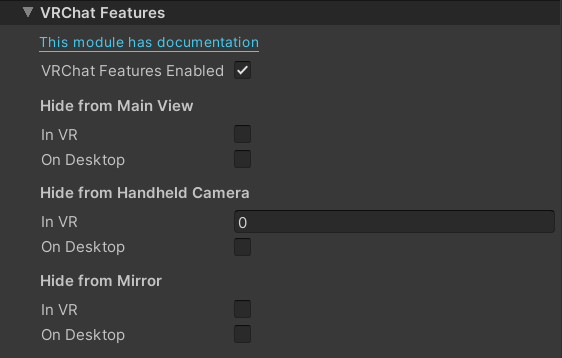 VRChat Features
This module has documentation
VRChat Features Enabled
Hide from Main View
In VR
On Desktop
Hide from Handheld Camera
In VR 0
On Desktop
Hide from Mirror
In VR
On Desktop